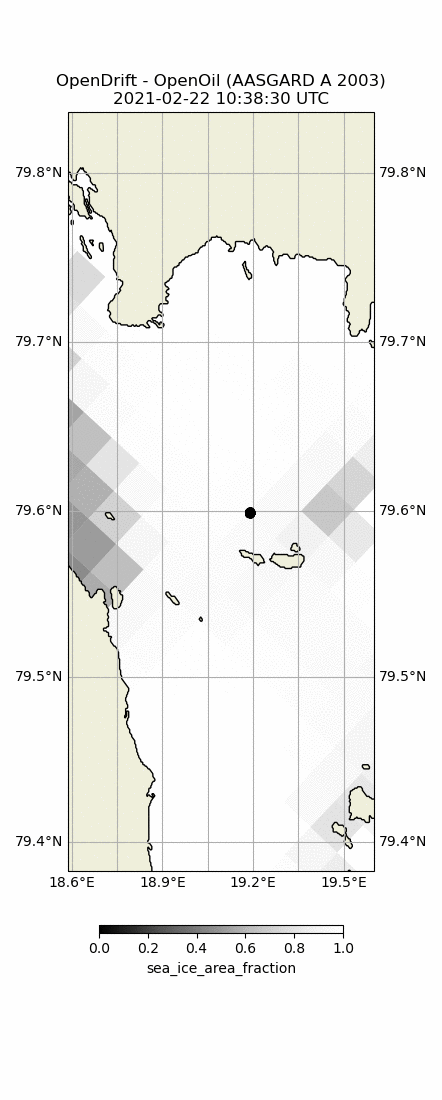 OpenDrift - OpenOil (AASGARD A 2003)
2021-02-22 10:38:30 UTC
79.8°N 79.8°N
79.7°N 79.7°N
79.6°N 79.6°N
79.5°N 79.5°N
79.4°N 79.4°N
18.6°E 18.9°E 19.2°E 19.5°E
0.0 0.2 0.4 0.6 0.8 1.0
sea_ice_area_fraction